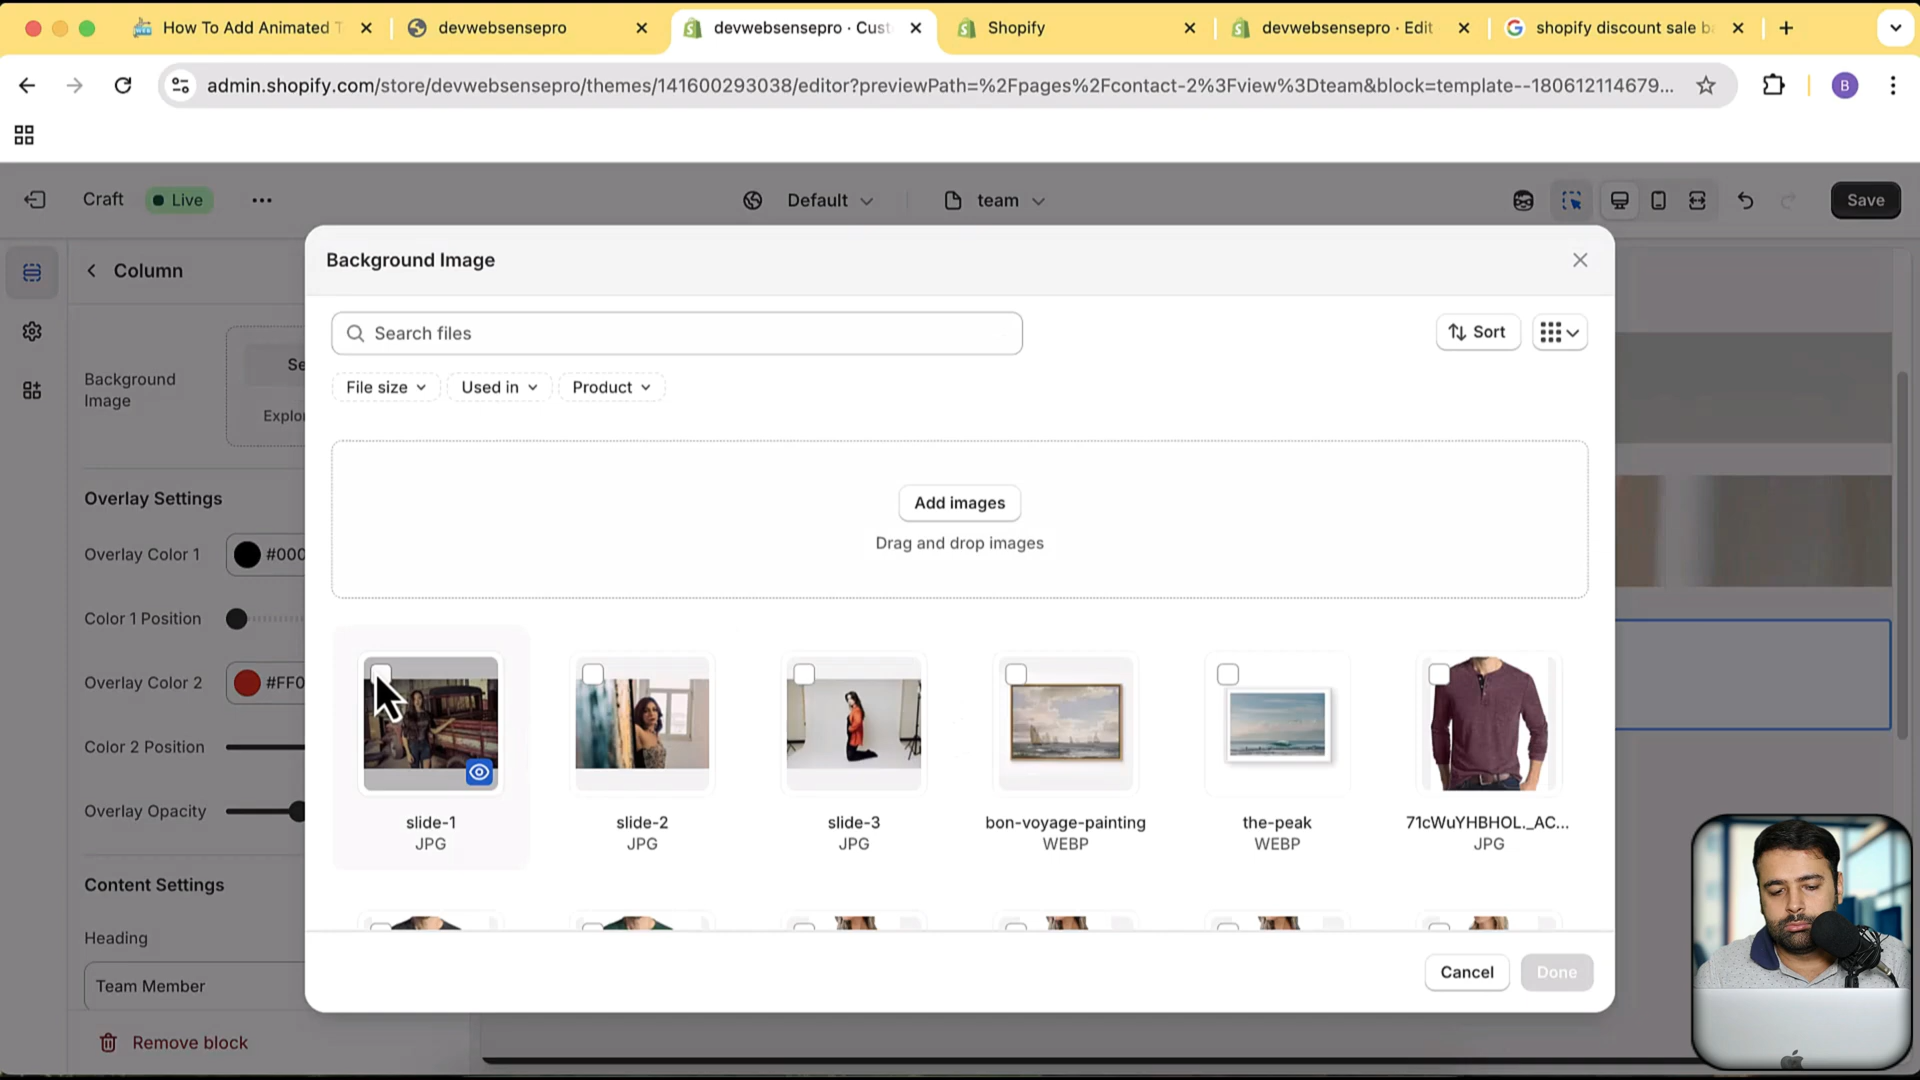 How To Add Animated T
devwebsensepro
devwebsensepro · Cust
Shopify
devwebsensepro · Edit
shopify discount sale b
admin.shopify.com/store/devwebsensepro/themes/141600293038/editor?previewPath=%2Fpages%2Fcontact-2%3Fview%3Dteam&block=template--180612114679...
B
Craft
Live
Default
team
Save
Column
Background Image
Search files
Sort
File size
Used in
Product
Background
Image
Se
Explor
Add images
Drag and drop images
Overlay Settings
Overlay Color 1
#000
Color 1 Position
Overlay Color 2
#FF0
Color 2 Position
Overlay Opacity
slide-1
JPG
slide-2
JPG
slide-3
JPG
bon-voyage-painting
WEBP
the-peak
WEBP
71cWuYHBHOL._AC...
JPG
Content Settings
Heading
Team Member
Remove block
Cancel
Done